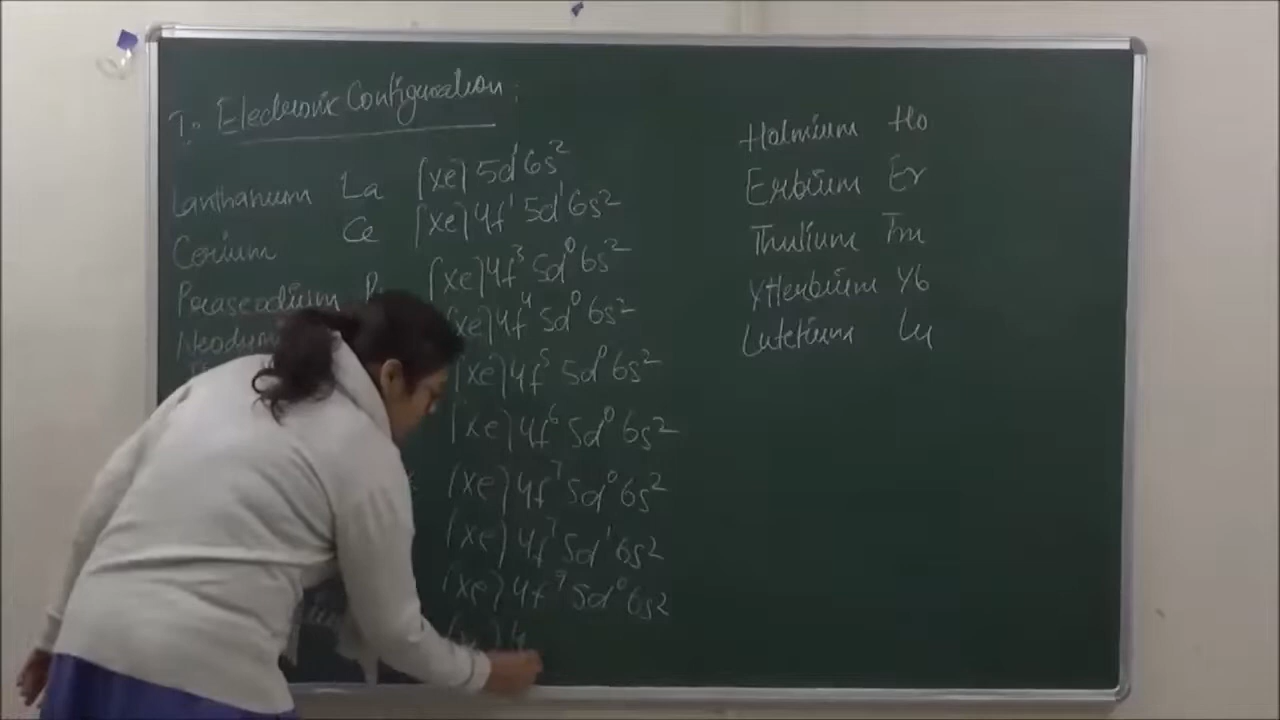 I. Electronic Configuration:
Lanthanum La [Xe] 5d¹ 6s²
Cerium Ce [Xe] 4f¹ 5d¹ 6s²
Praseodium [Xe] 4f³ 5d⁰ 6s²
[Xe] 4f⁴ 5d⁰ 6s²
[Xe] 4f⁵ 5d⁰ 6s²
[Xe] 4f⁶ 5d⁰ 6s²
[Xe] 4f⁷ 5d⁰ 6s²
[Xe] 4f⁷ 5d¹ 6s²
[Xe] 4f⁹ 5d⁰ 6s²
Holmium Ho
Erbium Er
Thulium Tm
Ytterbium Yb
Lutetium Lu